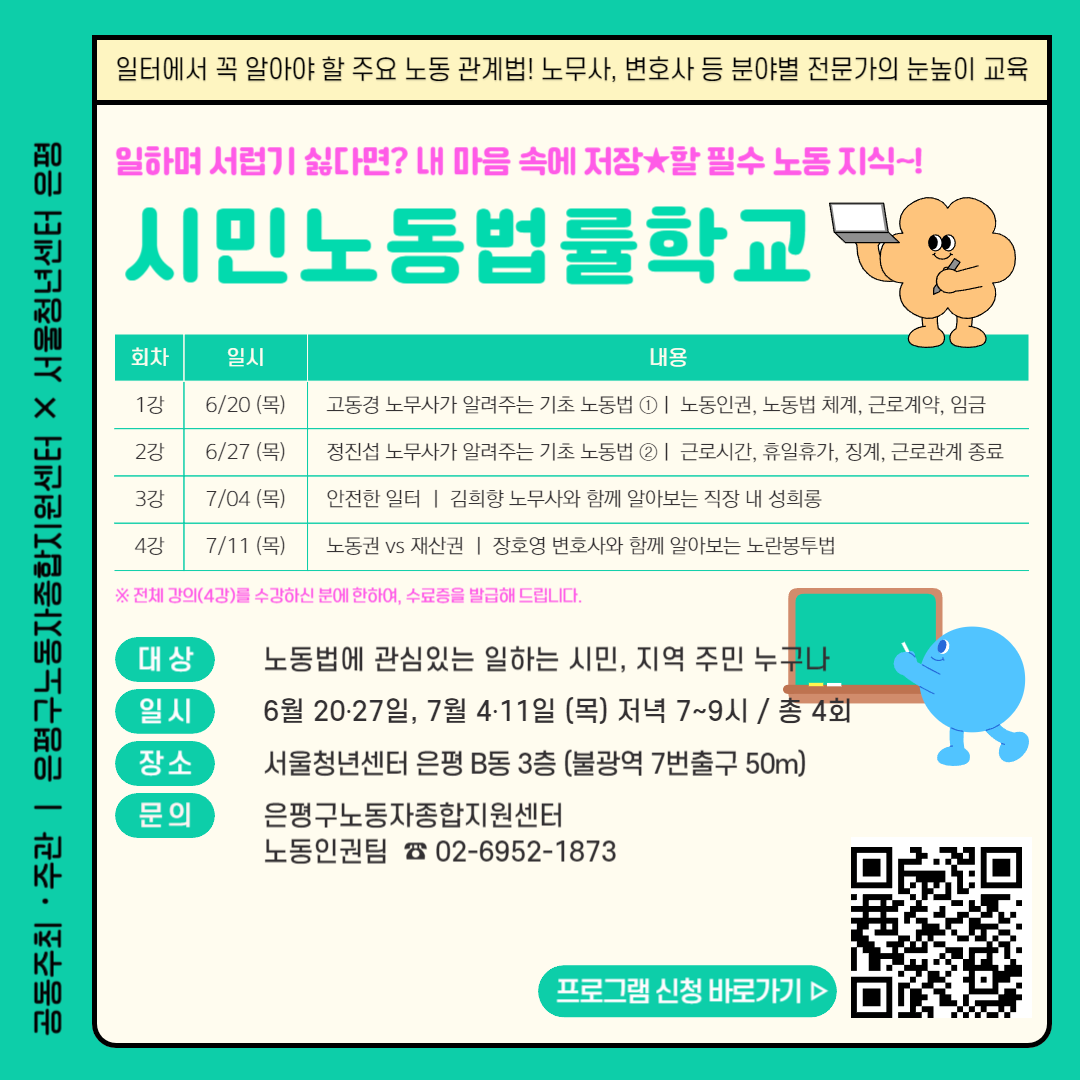 일터에서 꼭 알아야 할 주요 노동 관계법! 노무사, 변호사 등 분야별 전문가의 눈높이 교육
일하며 서럽기 싫다면? 내 마음 속에 저장★할 필수 노동 지식~!
시민노동법률학교
회차 일시 내용
1강 6/20 (목) 고동경 노무사가 알려주는 기초 노동법 ①ㅣ 노동인권, 노동법 체계, 근로계약, 임금
2강 6/27 (목) 정진섭 노무사가 알려주는 기초 노동법 ②ㅣ 근로시간, 휴일휴가, 징계, 근로관계 종료
3강 7/04 (목) 안전한 일터 ㅣ 김희향 노무사와 함께 알아보는 직장 내 성희롱
4강 7/11 (목) 노동권 vs 재산권 ㅣ 장호영 변호사와 함께 알아보는 노란봉투법
※ 전체 강의(4강)를 수강하신 분에 한하여, 수료증을 발급해 드립니다.
대상 노동법에 관심있는 일하는 시민, 지역 주민 누구나
일시 6월 20·27일, 7월 4·11일 (목) 저녁 7~9시 / 총 4회
장소 서울청년센터 은평 B동 3층 (불광역 7번출구 50m)
문의 은평구노동자종합지원센터
노동인권팀 ☎ 02-6952-1873
프로그램 신청 바로가기 ▷
공동주최 · 주관 ㅣ 은평구노동자종합지원센터 × 서울청년센터 은평